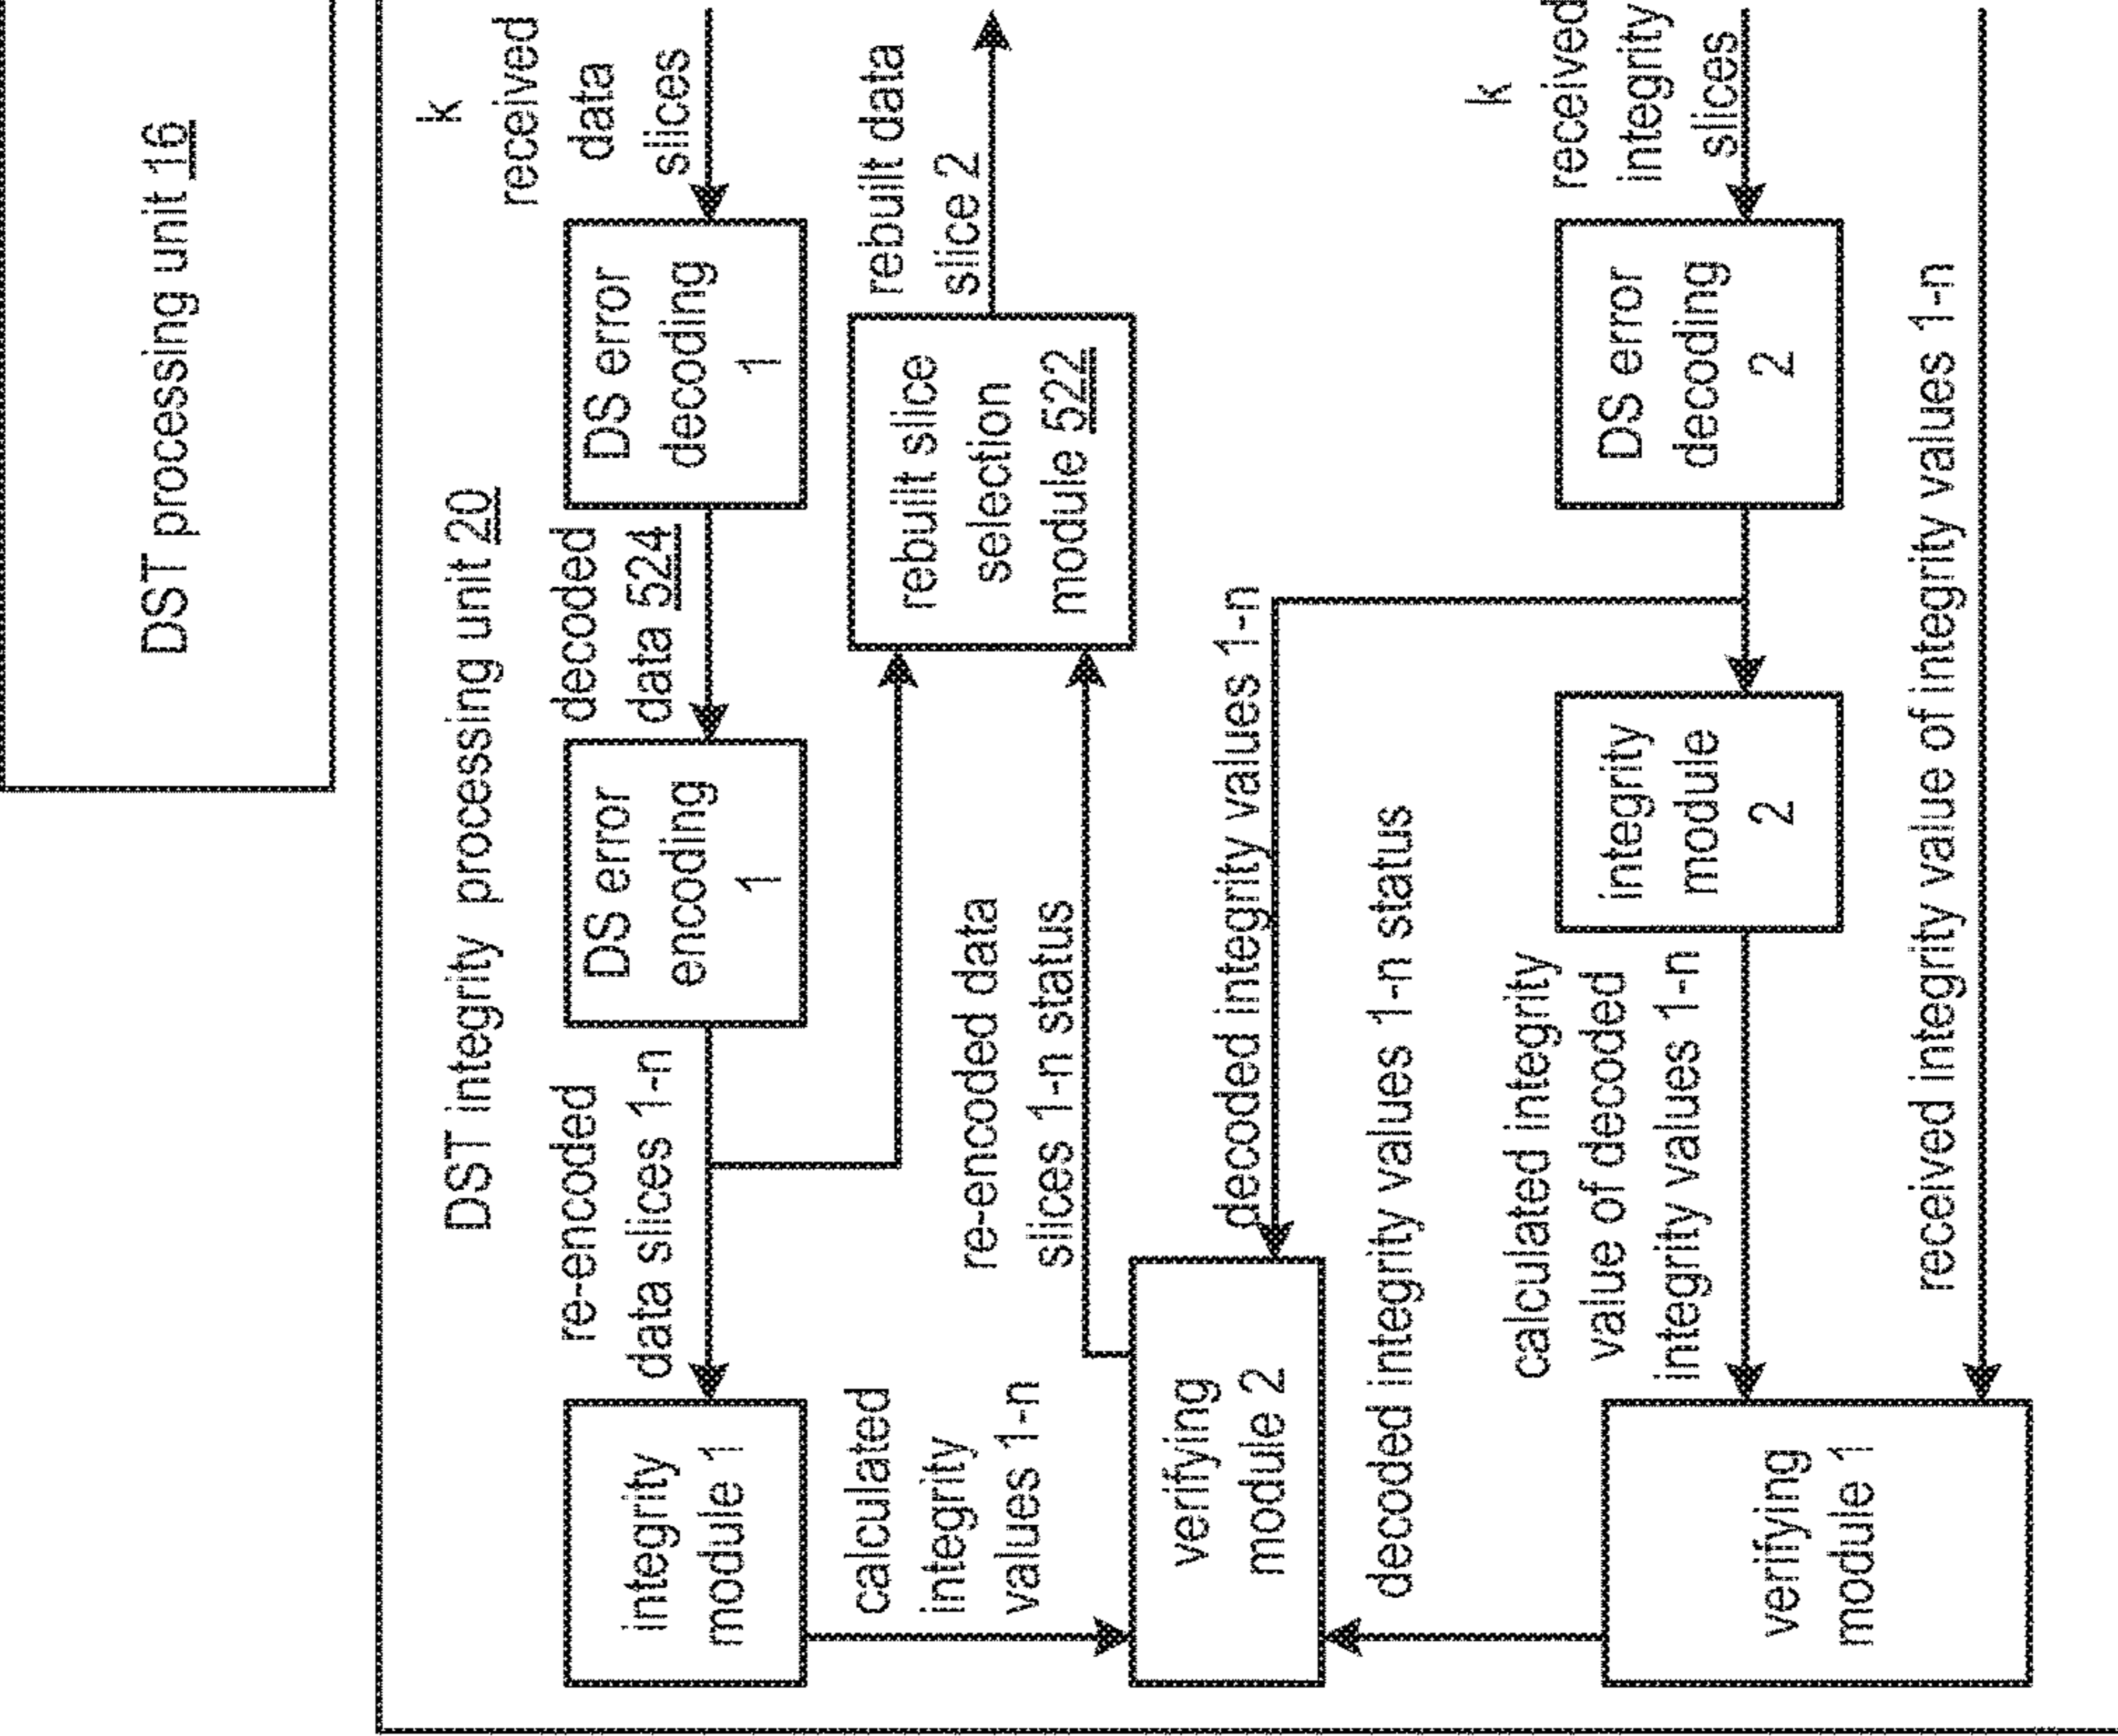 DST processing unit 16
DST integrity processing unit 20
k
received
data
slices
DS error
decoding
1
decoded
data 524
DS error
encoding
1
re-encoded
data slices 1-n
integrity
module 1
rebuilt data
slice 2
rebuilt slice
selection
module 522
re-encoded data
slices 1-n status
calculated
integrity
values 1-n
verifying
module 2
decoded integrity values 1-n
decoded integrity values 1-n status
k
received
integrity
slices
DS error
decoding
2
integrity
module
2
calculated integrity
value of decoded
integrity values 1-n
received integrity value of integrity values 1-n
verifying
module 1